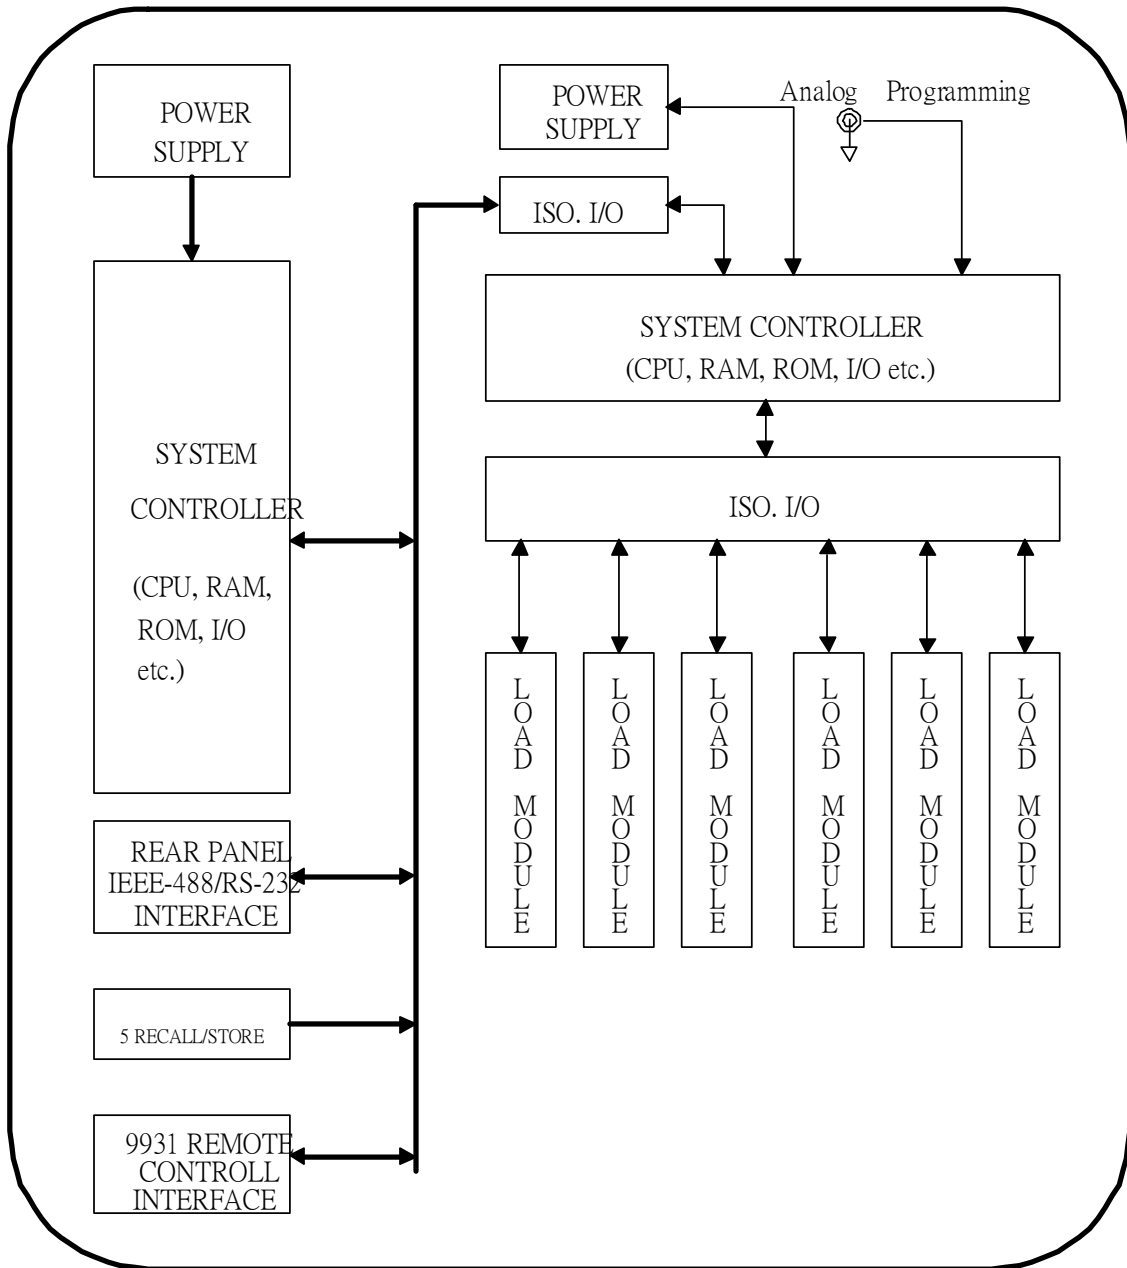 POWER
SUPPLY
SYSTEM
CONTROLLER
(CPU, RAM,
ROM, I/O
etc.)
REAR PANEL
IEEE-488/RS-232
INTERFACE
5 RECALL/STORE
9931 REMOTE
CONTROLL
INTERFACE
POWER
SUPPLY
Analog Programming
ISO. I/O
SYSTEM CONTROLLER
(CPU, RAM, ROM, I/O etc.)
ISO. I/O
LOAD MODULE
LOAD MODULE
LOAD MODULE
LOAD MODULE
LOAD MODULE
LOAD MODULE